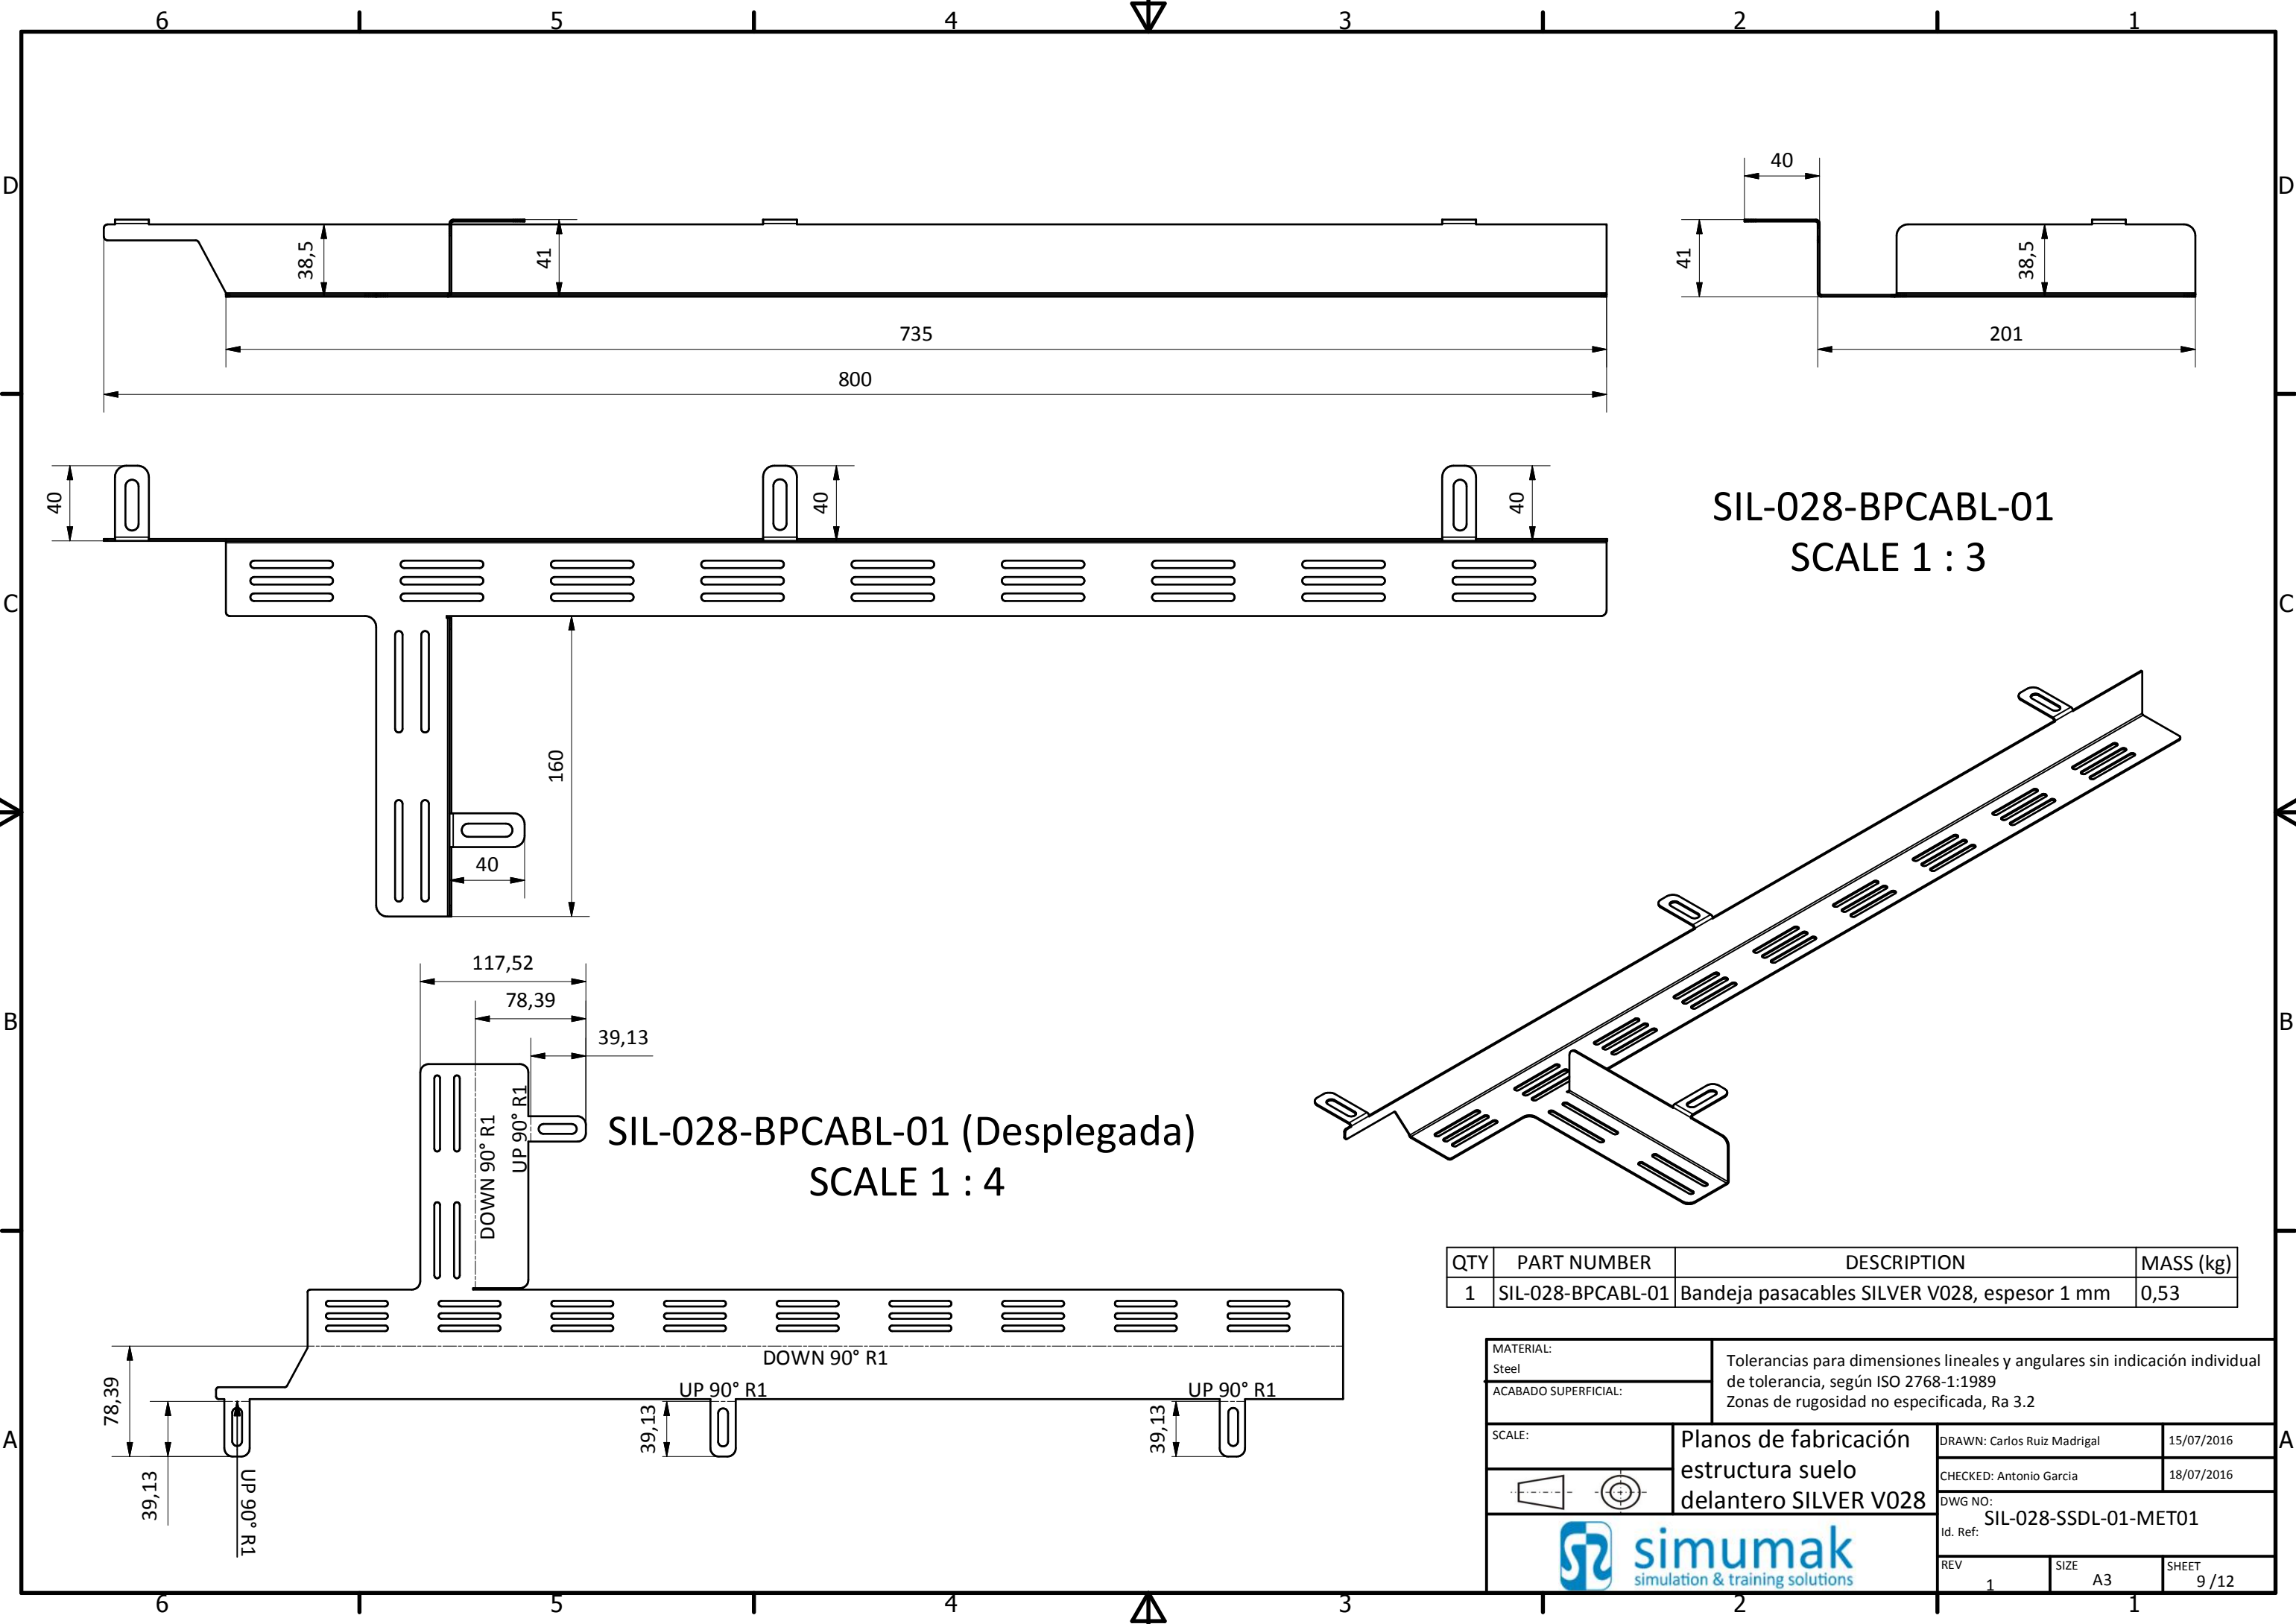 6 5 4 3 2 1
D
D
38,5
41
735
800
40
41
38,5
201
40
40
40
SIL-028-BPCABL-01
SCALE 1 : 3
C
C
160
40
117,52
78,39
39,13
B
B
DOWN 90° R1
UP 90° R1
SIL-028-BPCABL-01 (Desplegada)
SCALE 1 : 4
DOWN 90° R1
UP 90° R1
UP 90° R1
78,39
39,13
UP 90° R1
39,13
39,13
A
A
QTY PART NUMBER DESCRIPTION MASS (kg)
1 SIL-028-BPCABL-01 Bandeja pasacables SILVER V028, espesor 1 mm 0,53
MATERIAL:
Steel
ACABADO SUPERFICIAL:
Tolerancias para dimensiones lineales y angulares sin indicación individual
de tolerancia, según ISO 2768-1:1989
Zonas de rugosidad no especificada, Ra 3.2
SCALE:
Planos de fabricación
estructura suelo
delantero SILVER V028
DRAWN: Carlos Ruiz Madrigal 15/07/2016
CHECKED: Antonio Garcia 18/07/2016
DWG NO:
SIL-028-SSDL-01-MET01
Id. Ref:
REV
1
SIZE
A3
SHEET
9 /12
simumak
simulation & training solutions
6 5 4 3 2 1